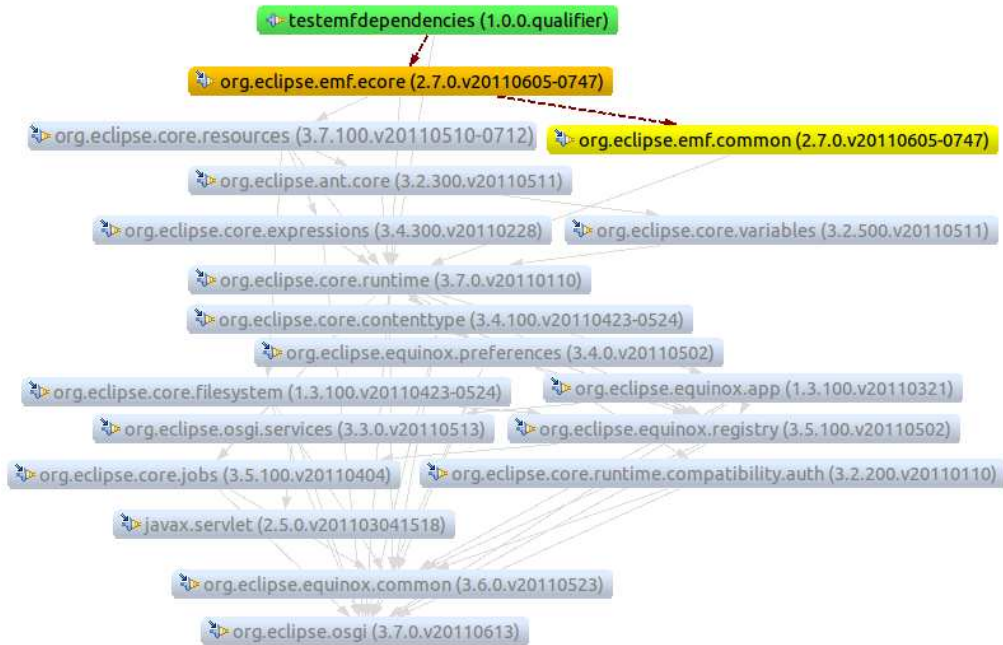 testemfdependencies (1.0.0.qualifier)
org.eclipse.emf.ecore (2.7.0.v20110605-0747)
org.eclipse.core.resources (3.7.100.v20110510-0712)
org.eclipse.emf.common (2.7.0.v20110605-0747)
org.eclipse.ant.core (3.2.300.v20110511)
org.eclipse.core.expressions (3.4.300.v20110228)
org.eclipse.core.variables (3.2.500.v20110511)
org.eclipse.core.runtime (3.7.0.v20110110)
org.eclipse.core.contenttype (3.4.100.v20110423-0524)
org.eclipse.equinox.preferences (3.4.0.v20110502)
org.eclipse.core.filesystem (1.3.100.v20110423-0524)
org.eclipse.equinox.app (1.3.100.v20110321)
org.eclipse.osgi.services (3.3.0.v20110513)
org.eclipse.equinox.registry (3.5.100.v20110502)
org.eclipse.core.jobs (3.5.100.v20110404)
org.eclipse.core.runtime.compatibility.auth (3.2.200.v20110110)
javax.servlet (2.5.0.v201103041518)
org.eclipse.equinox.common (3.6.0.v20110523)
org.eclipse.osgi (3.7.0.v20110613)